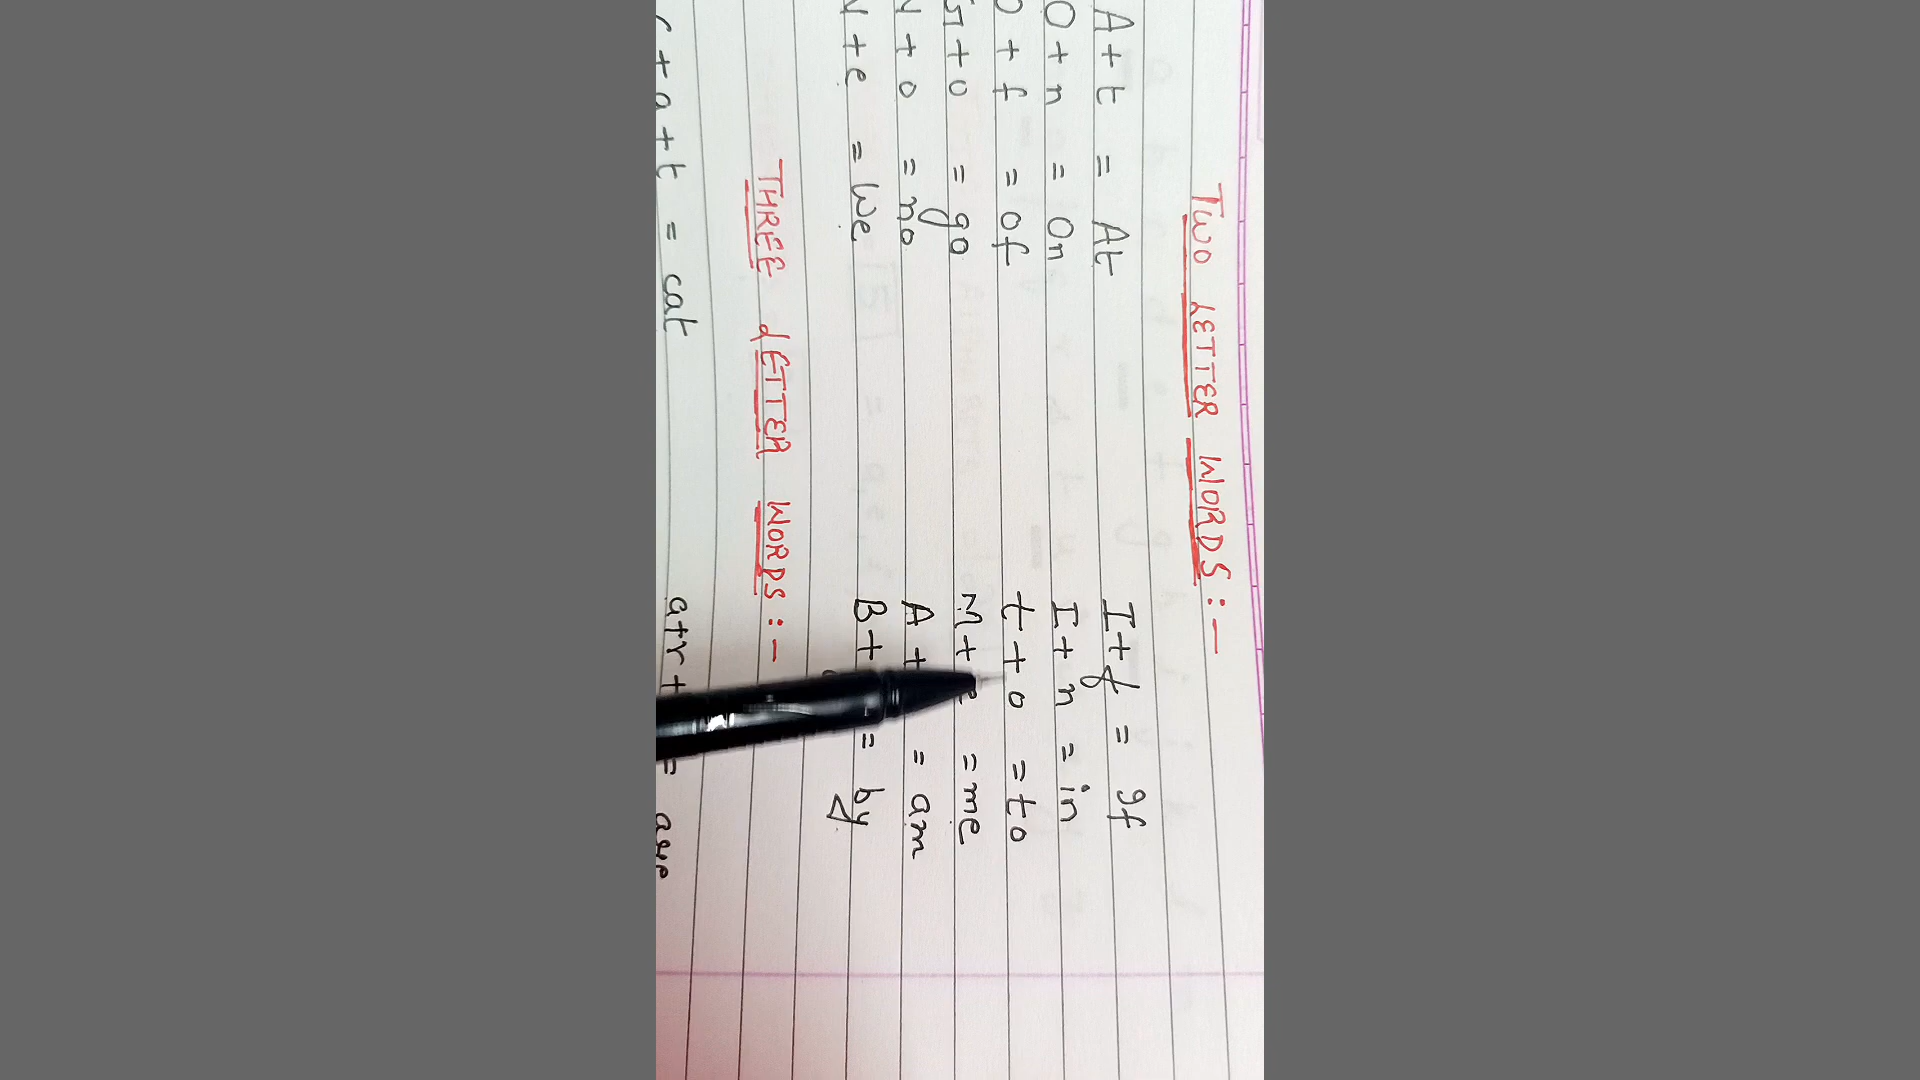 TWO LETTER WORDS :-
A + t = At I + f = If
O + n = On I + n = in
O + f = Of t + o = to
G + o = go M + e = me
N + o = no A + = am
W + e = We B + = by
THREE LETTER WORDS :-
c + a + t = cat a + r + = are